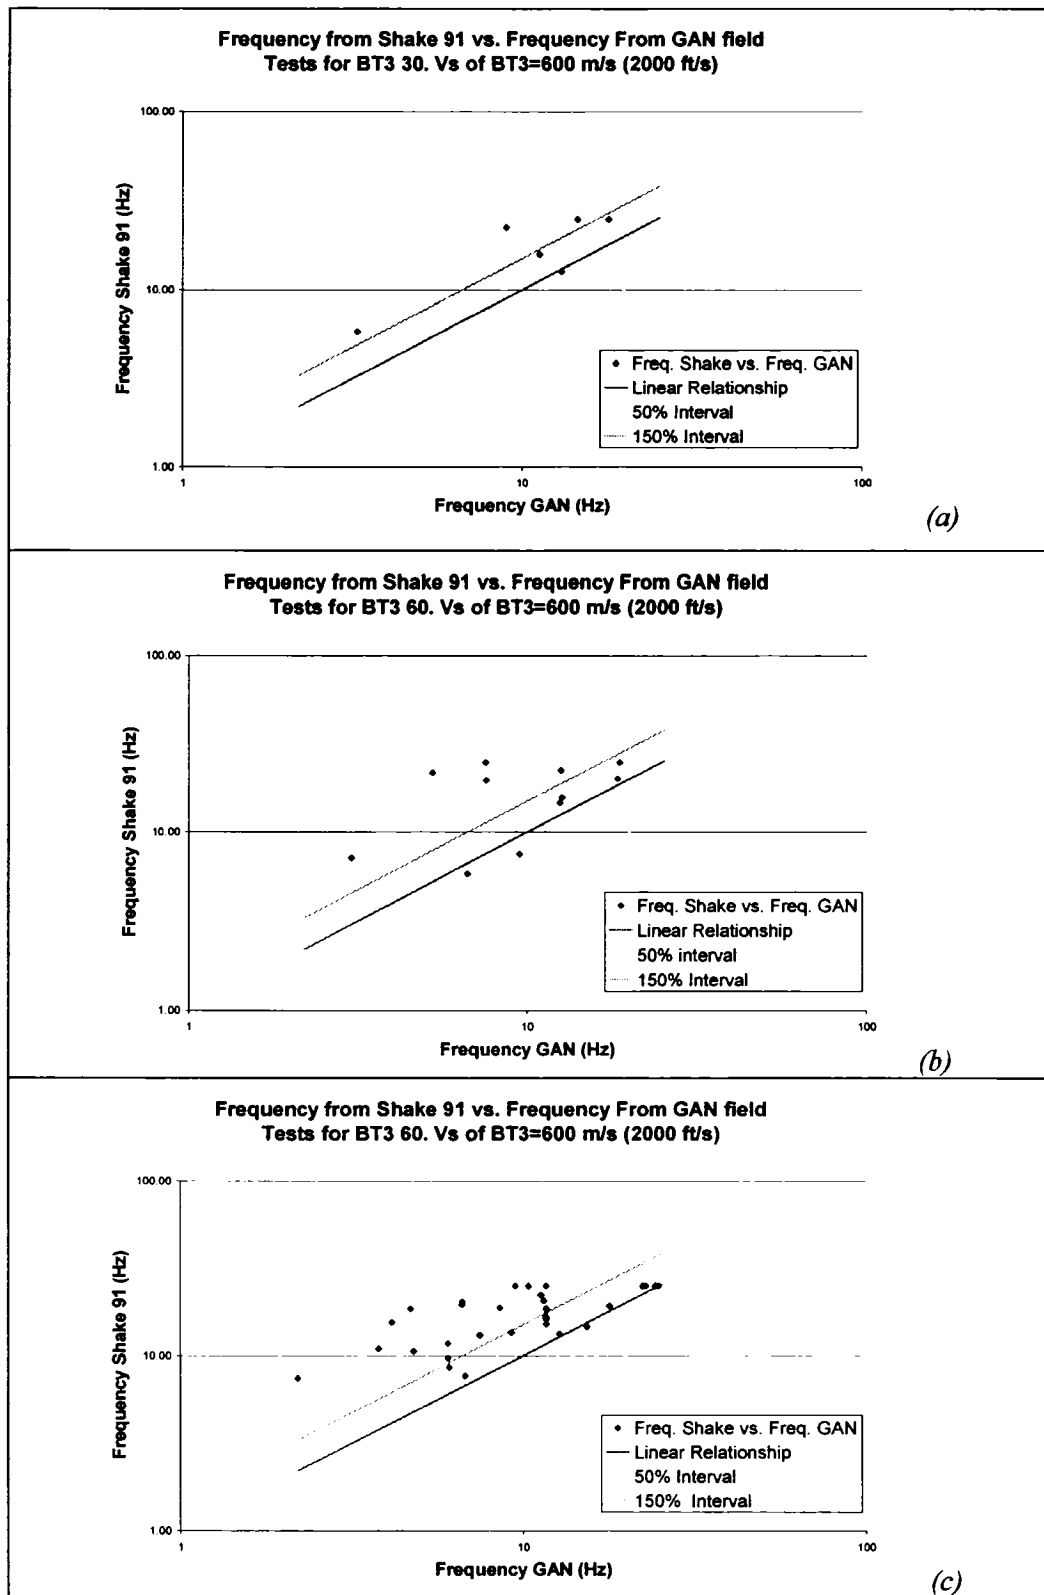 Frequency from Shake 91 vs. Frequency From GAN field
Tests for BT3 30. Vs of BT3=600 m/s (2000 ft/s)
100.00
10.00
1.00
Frequency Shake 91 (Hz)
1
10
100
Frequency GAN (Hz)
Freq. Shake vs. Freq. GAN
Linear Relationship
50% Interval
150% Interval
(a)
Frequency from Shake 91 vs. Frequency From GAN field
Tests for BT3 60. Vs of BT3=600 m/s (2000 ft/s)
100.00
10.00
1.00
Frequency Shake 91 (Hz)
1
10
100
Frequency GAN (Hz)
Freq. Shake vs. Freq. GAN
Linear Relationship
50% interval
150% Interval
(b)
Frequency from Shake 91 vs. Frequency From GAN field
Tests for BT3 60. Vs of BT3=600 m/s (2000 ft/s)
100.00
10.00
1.00
Frequency Shake 91 (Hz)
1
10
100
Frequency GAN (Hz)
Freq. Shake vs. Freq. GAN
Linear Relationship
50% Interval
150% Interval
(c)